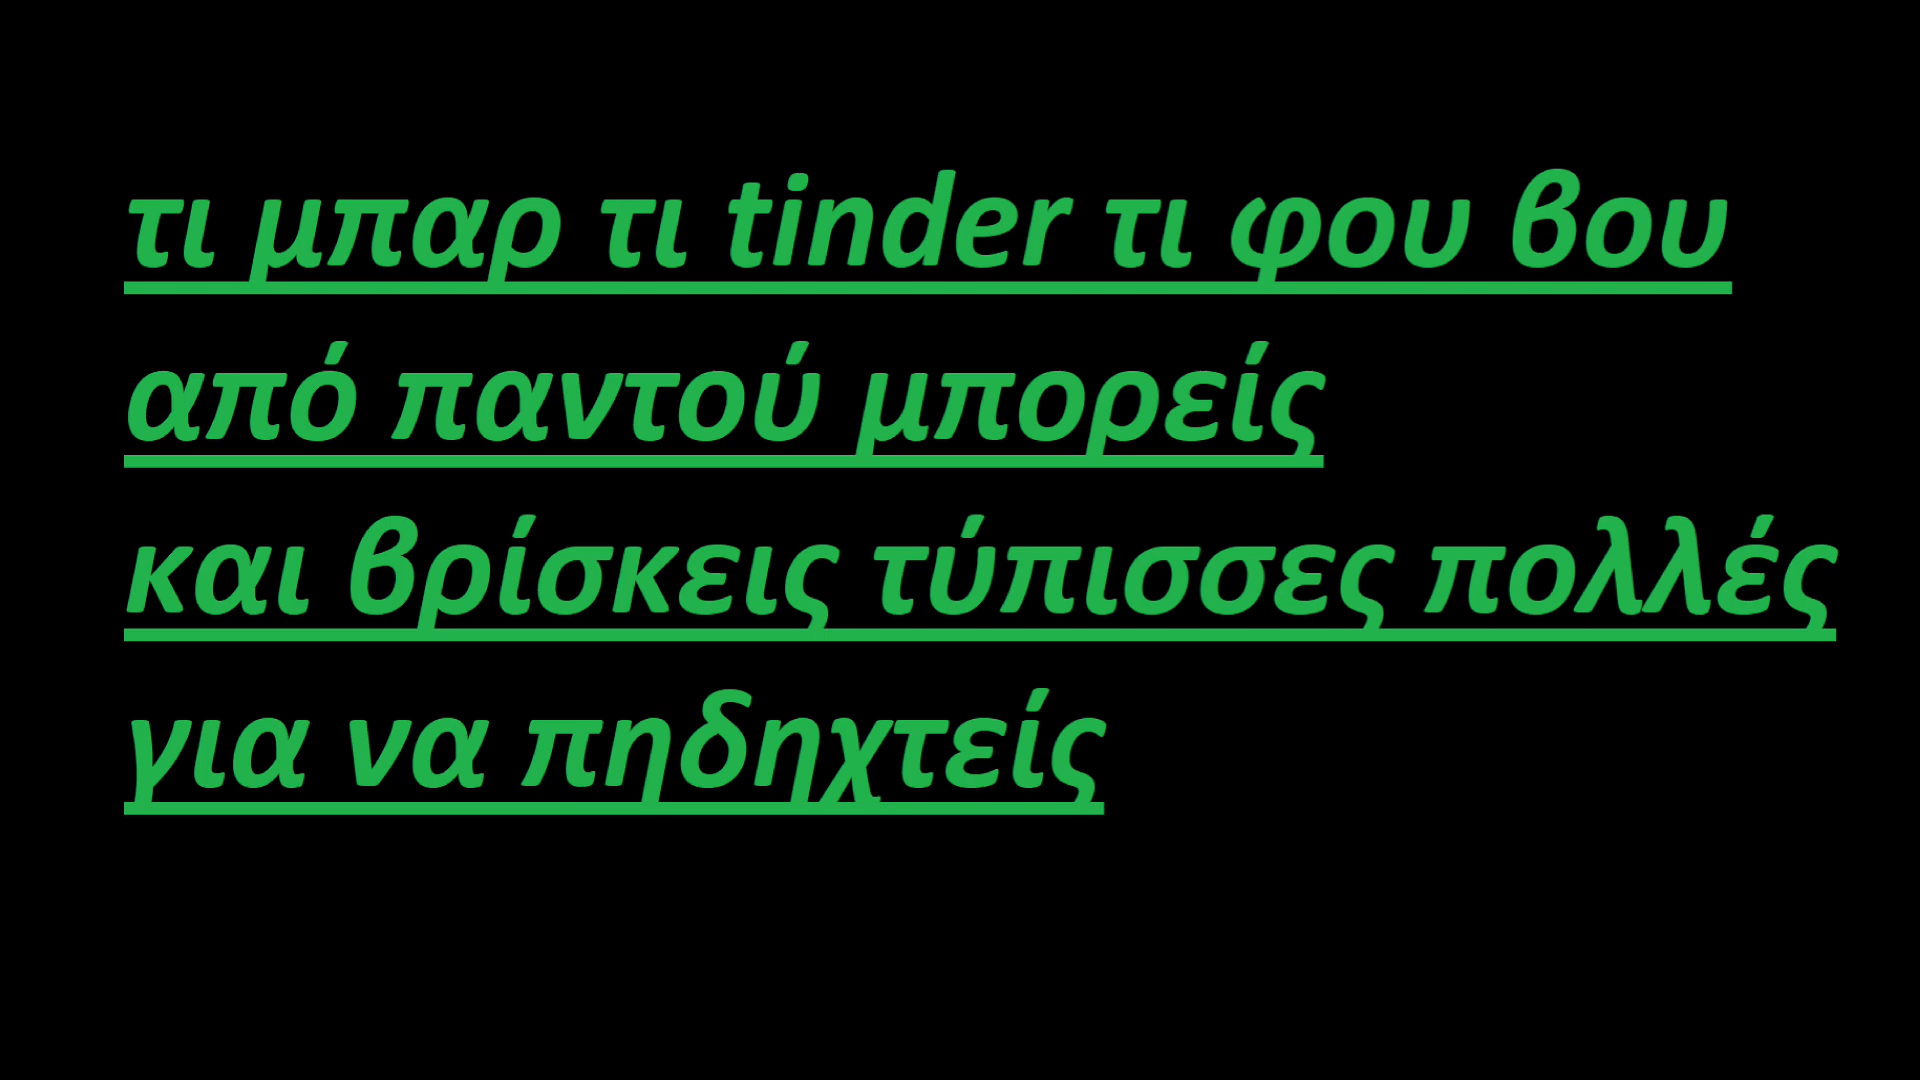 τι μπαρ τι tinder τι φου βου
από παντού μπορείς
και βρίσκεις τύπισσες πολλές
για να πηδηχτείς